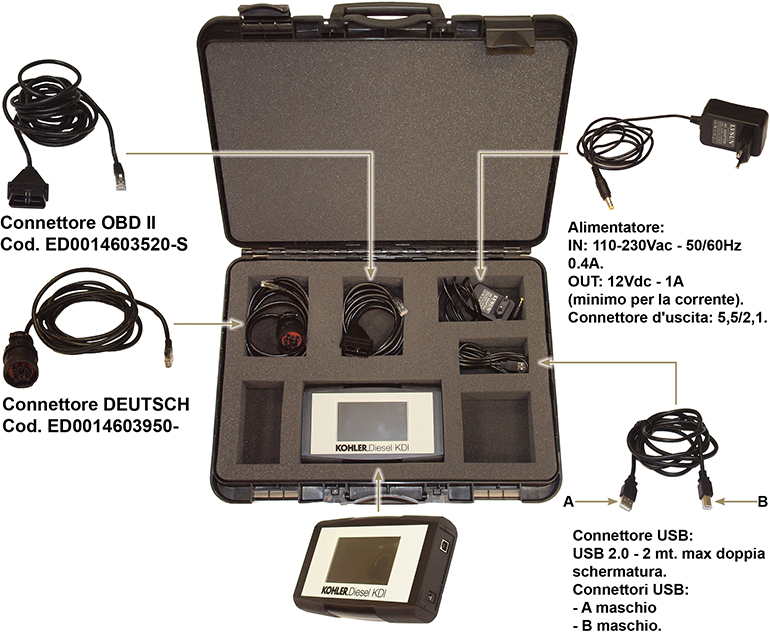 Connettore OBD II
Cod. ED0014603520-S
Connettore DEUTSCH
Cod. ED0014603950-
Alimentatore:
IN: 110-230Vac - 50/60Hz
0.4A.
OUT: 12Vdc - 1A
(minimo per la corrente).
Connettore d'uscita: 5,5/2,1.
KOHLER.Diesel KDI
A
B
Connettore USB:
USB 2.0 - 2 mt. max doppia
schermatura.
Connettori USB:
- A maschio
- B maschio.
KOHLER.Diesel KDI